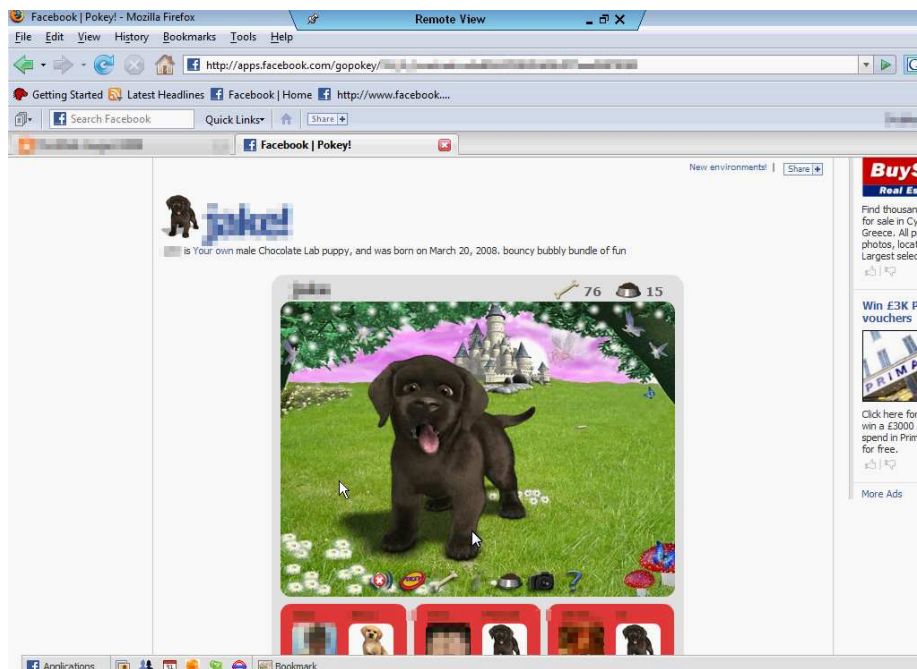 Facebook | Pokey! - Mozilla Firefox
Remote View
File Edit View History Bookmarks Tools Help
http://apps.facebook.com/gopokey/
Getting Started Latest Headlines Facebook | Home http://www.facebook....
Search Facebook Quick Links Share +
Facebook | Pokey!
New environments! | Share +
is Your own male Chocolate Lab puppy, and was born on March 20, 2008. bouncy bubbly bundle of fun
76 15
BuyS
Real Es
Find thousan
for sale in Cy
Greece. All p
photos, locat
Largest selec
Win £3K P
vouchers
PRIMA
Click here for
win a £3000
spend in Prim
for free.
More Ads
Applications Bookmark